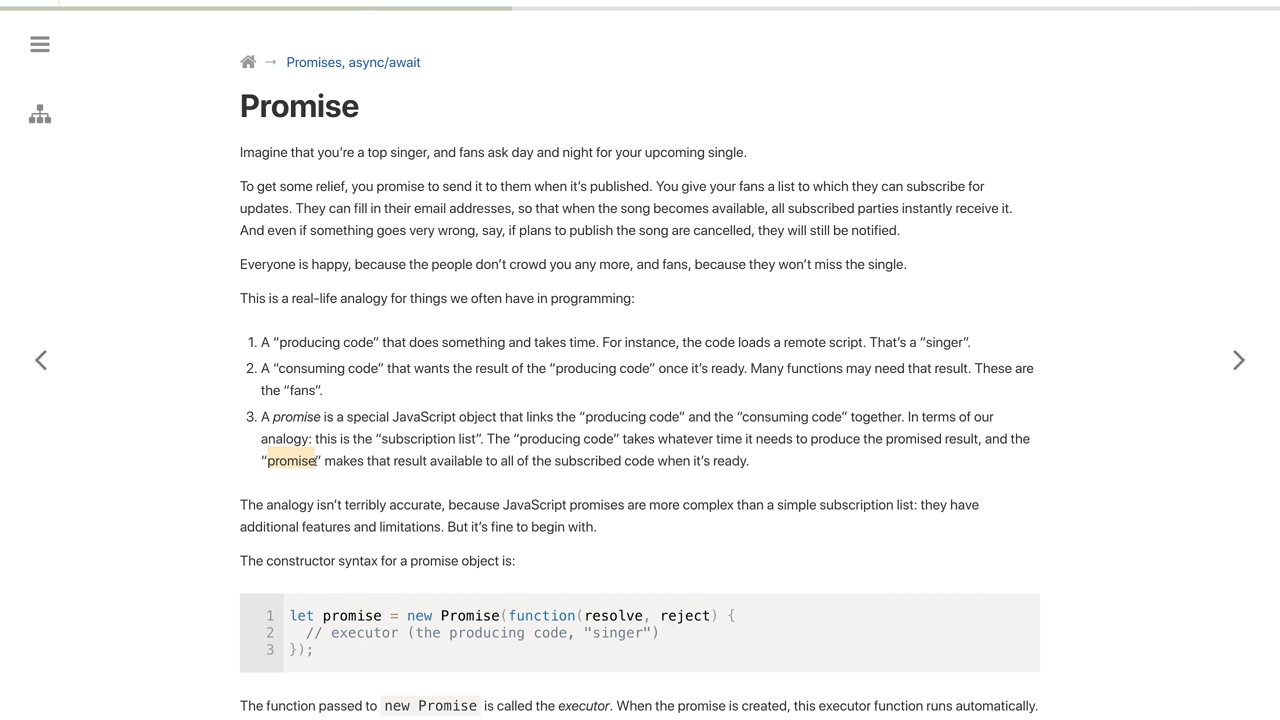 Promises, async/await
Promise
Imagine that you’re a top singer, and fans ask day and night for your upcoming single.
To get some relief, you promise to send it to them when it’s published. You give your fans a list to which they can subscribe for
updates. They can fill in their email addresses, so that when the song becomes available, all subscribed parties instantly receive it.
And even if something goes very wrong, say, if plans to publish the song are cancelled, they will still be notified.
Everyone is happy, because the people don’t crowd you any more, and fans, because they won’t miss the single.
This is a real-life analogy for things we often have in programming:
1. A “producing code” that does something and takes time. For instance, the code loads a remote script. That’s a “singer”.
2. A “consuming code” that wants the result of the “producing code” once it’s ready. Many functions may need that result. These are
the “fans”.
3. A promise is a special JavaScript object that links the “producing code” and the “consuming code” together. In terms of our
analogy: this is the “subscription list”. The “producing code” takes whatever time it needs to produce the promised result, and the
“promise” makes that result available to all of the subscribed code when it’s ready.
The analogy isn’t terribly accurate, because JavaScript promises are more complex than a simple subscription list: they have
additional features and limitations. But it’s fine to begin with.
The constructor syntax for a promise object is:
1 let promise = new Promise(function(resolve, reject) {
2 // executor (the producing code, "singer")
3 });
The function passed to new Promise is called the executor. When the promise is created, this executor function runs automatically.